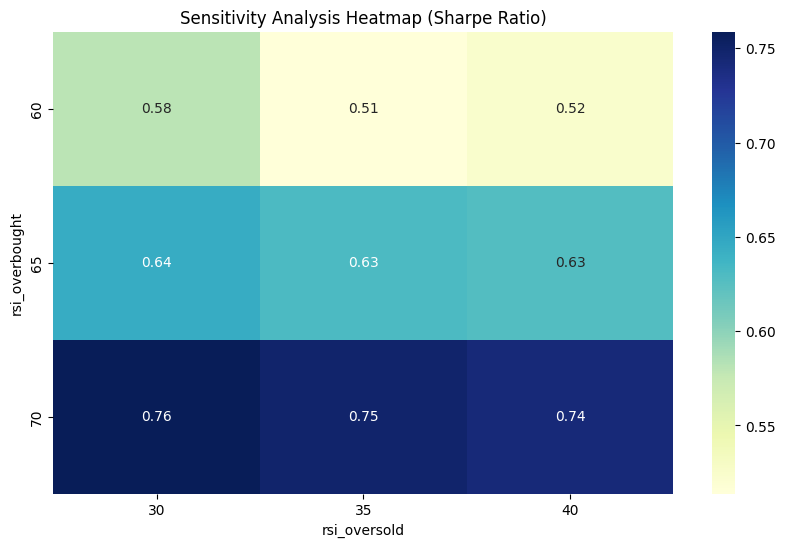 Sensitivity Analysis Heatmap (Sharpe Ratio)
rsi_overbought
60
0.58 0.51 0.52
65
0.64 0.63 0.63
70
0.76 0.75 0.74
30 35 40
rsi_oversold
0.75
0.70
0.65
0.60
0.55